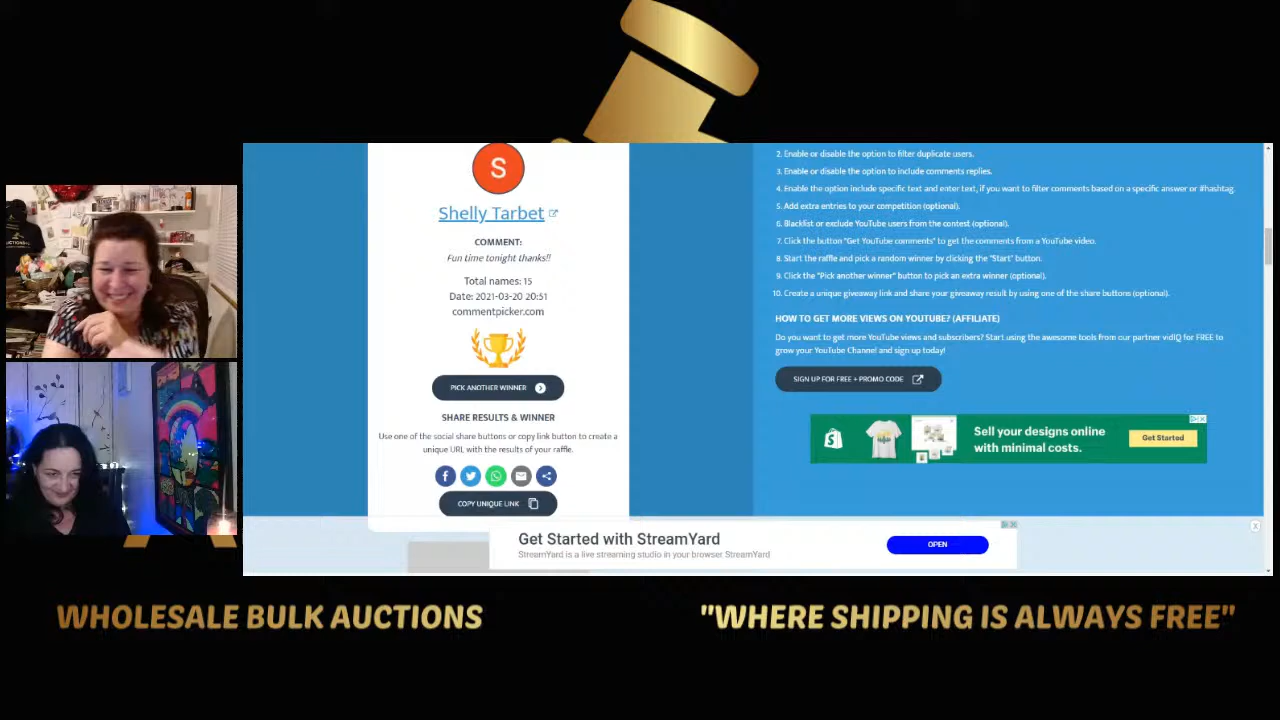 S
Shelly Tarbet
COMMENT:
Fun time tonight thanks!!
Total names: 15
Date: 2021-03-20 20:51
commentpicker.com
PICK ANOTHER WINNER
SHARE RESULTS & WINNER
Use one of the social share buttons or copy link button to create a
unique URL with the results of your raffle.
COPY UNIQUE LINK
2. Enable or disable the option to filter duplicate users.
3. Enable or disable the option to include comments replies.
4. Enable the option include specific text and enter text, if you want to filter comments based on a specific answer or #hashtag.
5. Add extra entries to your competition (optional).
6. Blacklist or exclude YouTube users from the contest (optional).
7. Click the button "Get YouTube comments" to get the comments from a YouTube video.
8. Start the raffle and pick a random winner by clicking the "Start" button.
9. Click the "Pick another winner" button to pick an extra winner (optional).
10. Create a unique giveaway link and share your giveaway result by using one of the share buttons (optional).
HOW TO GET MORE VIEWS ON YOUTUBE? (AFFILIATE)
Do you want to get more YouTube views and subscribers? Start using the awesome tools from our partner vidIQ for FREE to
grow your YouTube Channel and sign up today!
SIGN UP FOR FREE + PROMO CODE
Sell your designs online
with minimal costs.
Get Started
Get Started with StreamYard
StreamYard is a live streaming studio in your browser StreamYard
OPEN
WHOLESALE BULK AUCTIONS
"WHERE SHIPPING IS ALWAYS FREE"